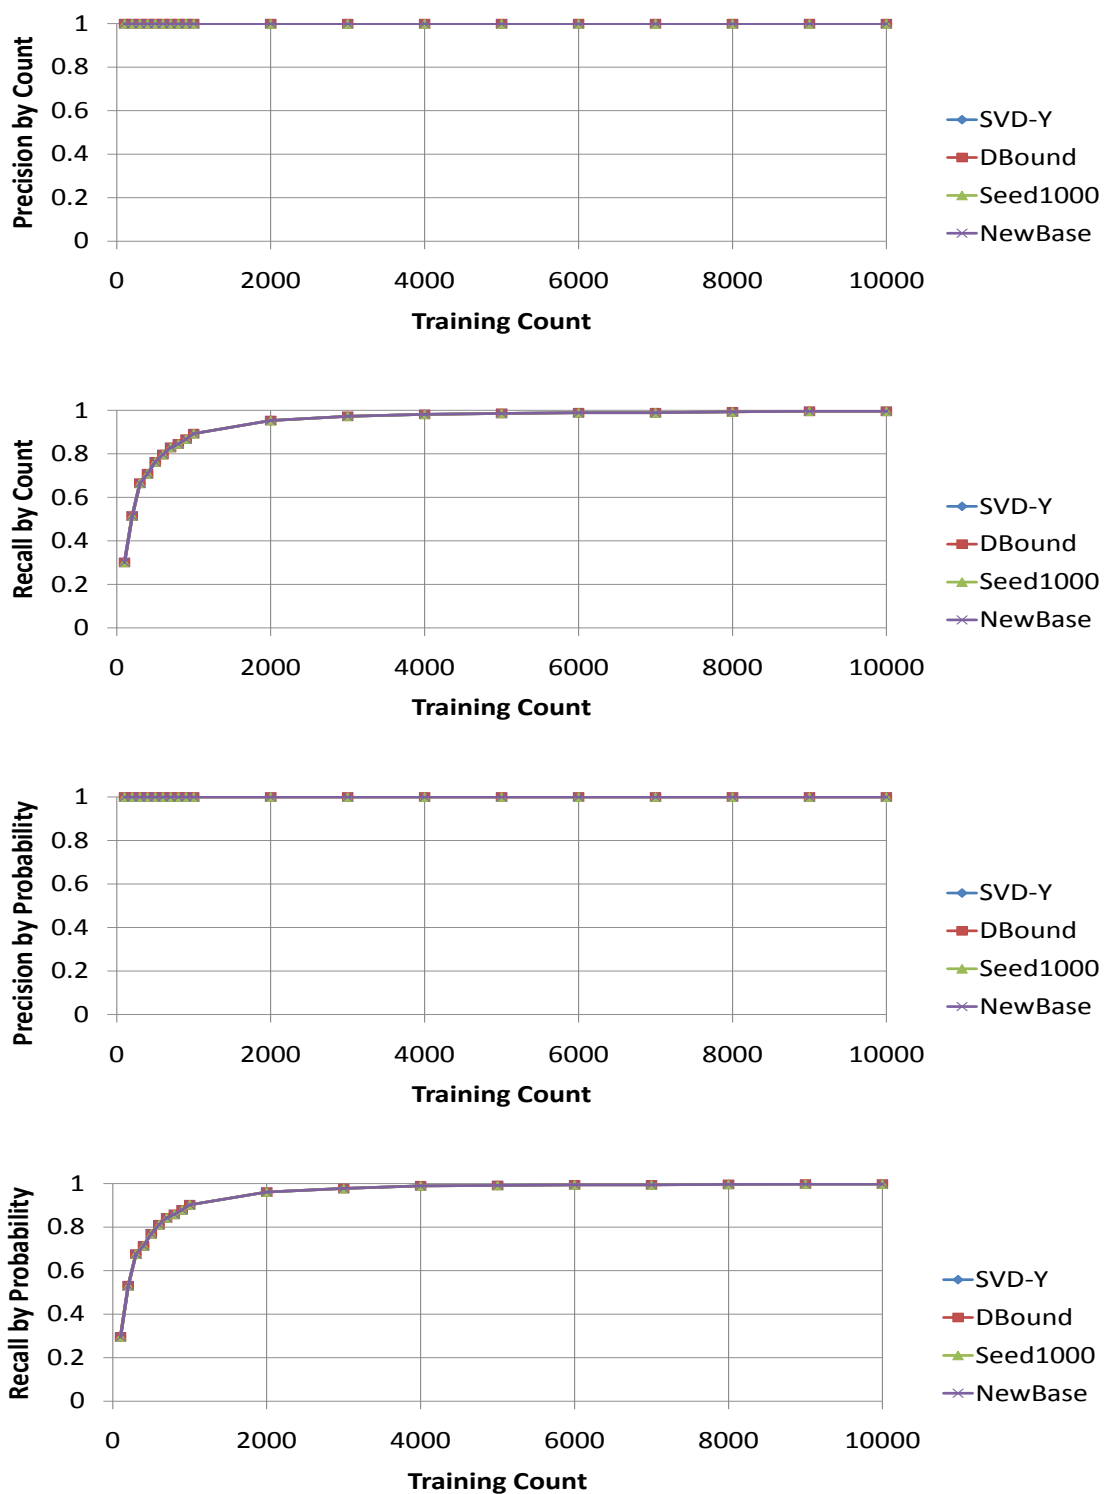 Precision by Count
1
0.8
0.6
0.4
0.2
0
0 2000 4000 6000 8000 10000
Training Count
SVD-Y
DBound
Seed1000
NewBase
Recall by Count
1
0.8
0.6
0.4
0.2
0
0 2000 4000 6000 8000 10000
Training Count
SVD-Y
DBound
Seed1000
NewBase
Precision by Probability
1
0.8
0.6
0.4
0.2
0
0 2000 4000 6000 8000 10000
Training Count
SVD-Y
DBound
Seed1000
NewBase
Recall by Probability
1
0.8
0.6
0.4
0.2
0
0 2000 4000 6000 8000 10000
Training Count
SVD-Y
DBound
Seed1000
NewBase